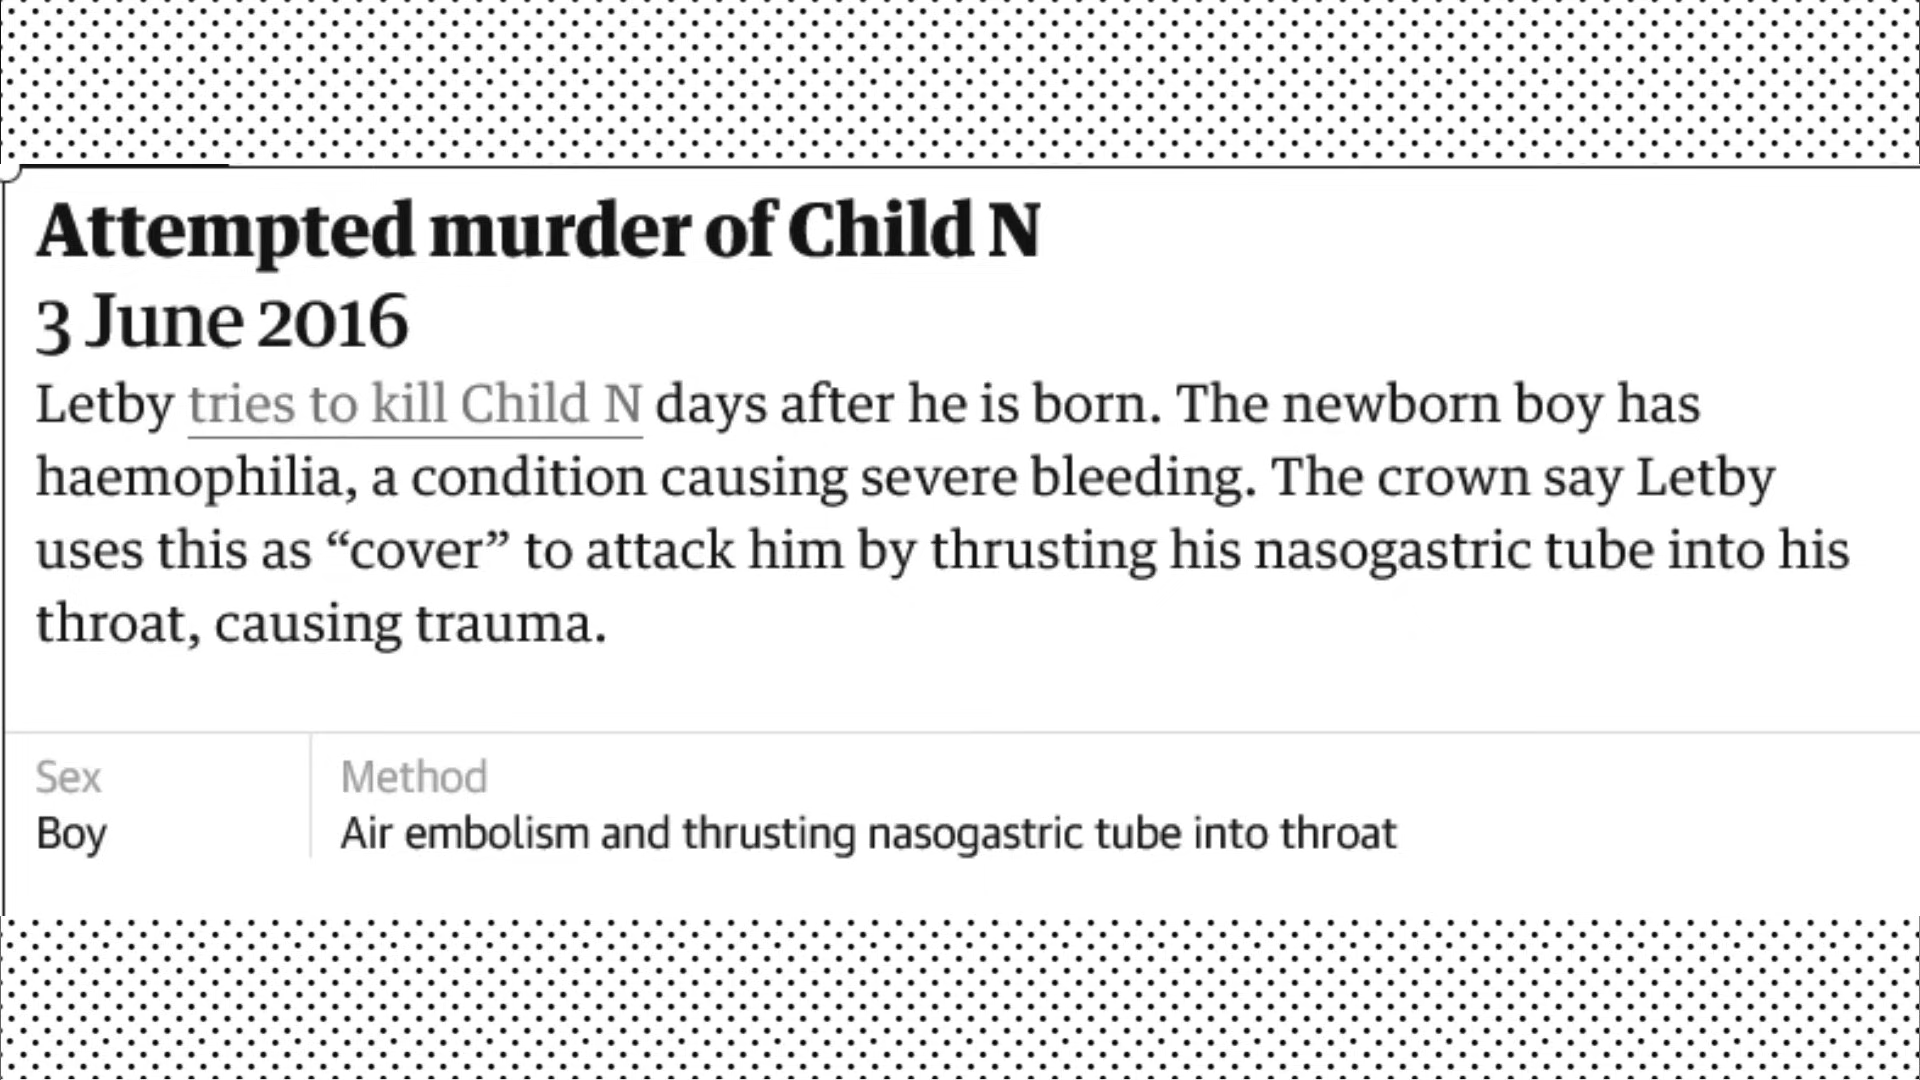 Attempted murder of Child N
3 June 2016
Letby tries to kill Child N days after he is born. The newborn boy has
haemophilia, a condition causing severe bleeding. The crown say Letby
uses this as “cover” to attack him by thrusting his nasogastric tube into his
throat, causing trauma.
Sex
Boy
Method
Air embolism and thrusting nasogastric tube into throat